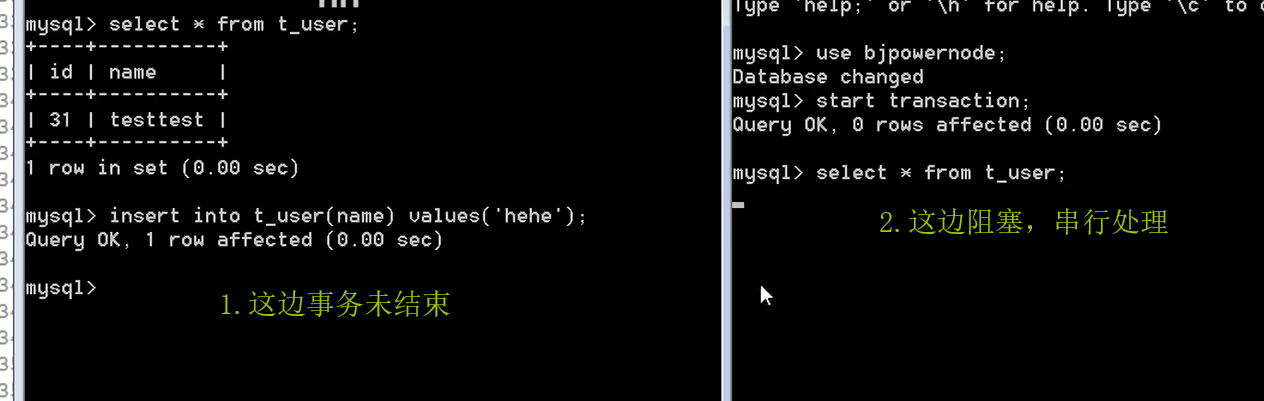 mysql> select * from t_user;
+----+----------+
| id | name     |
+----+----------+
| 31 | testtest |
+----+----------+
1 row in set (0.00 sec)
mysql> insert into t_user(name) values('hehe');
Query OK, 1 row affected (0.00 sec)
mysql>
1.这边事务未结束
Type 'help;' or '\h' for help. Type '\c' to c
mysql> use bjpowernode;
Database changed
mysql> start transaction;
Query OK, 0 rows affected (0.00 sec)
mysql> select * from t_user;
2.这边阻塞，串行处理